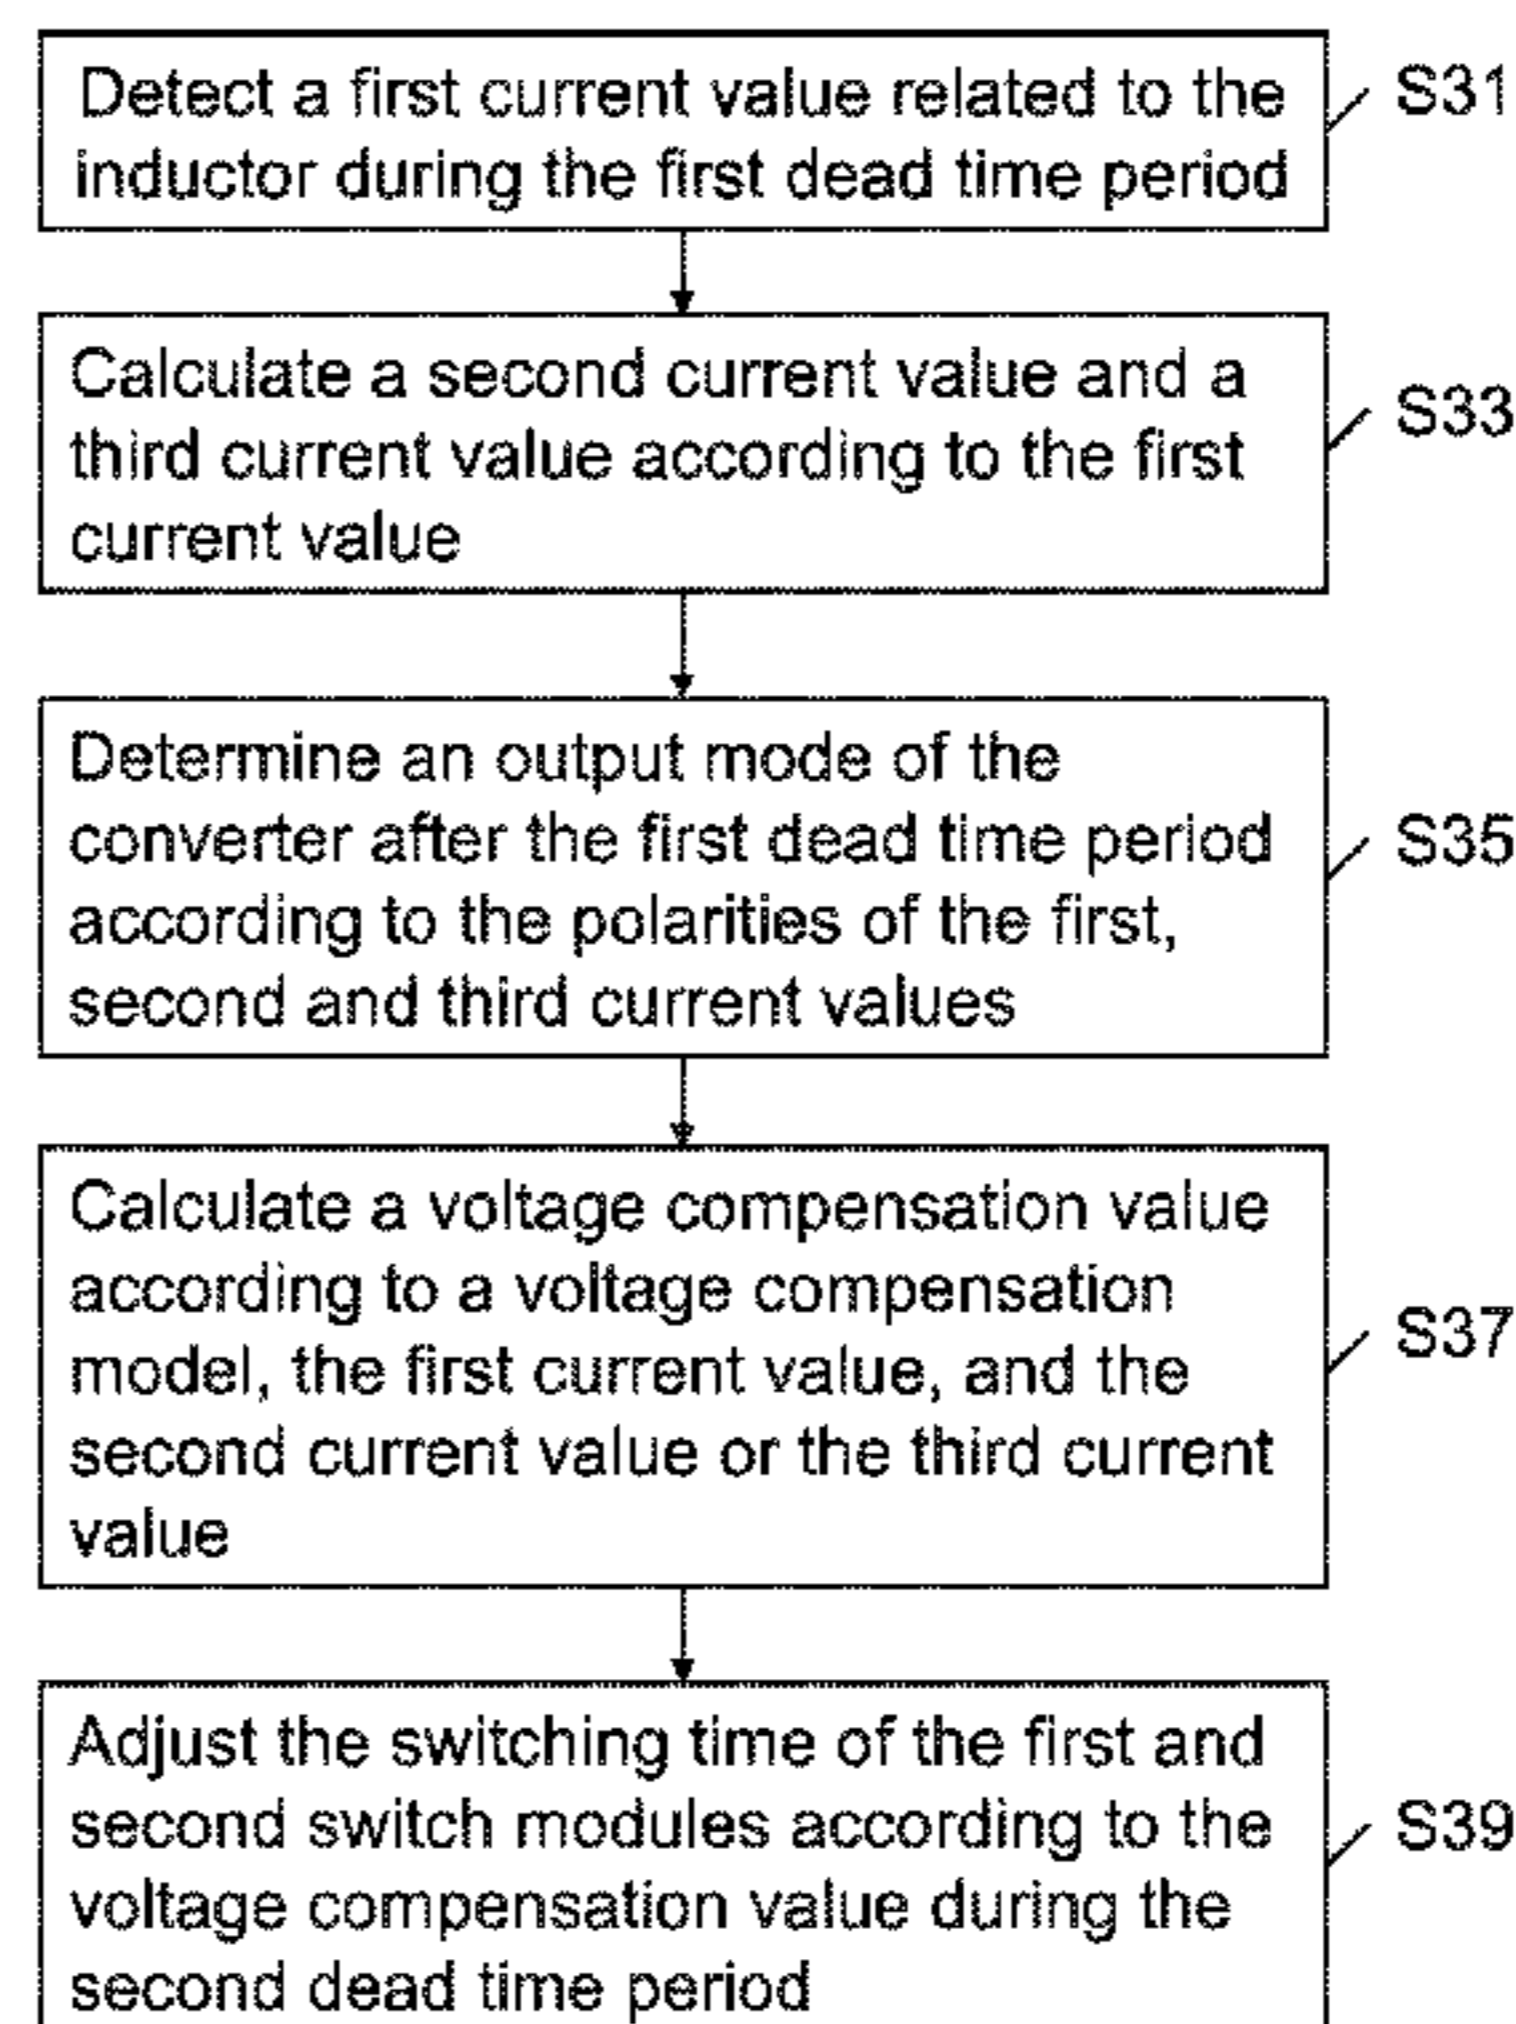 Detect a first current value related to the
inductor during the first dead time period
S31
Calculate a second current value and a
third current value according to the first
current value
S33
Determine an output mode of the
converter after the first dead time period
according to the polarities of the first,
second and third current values
S35
Calculate a voltage compensation value
according to a voltage compensation
model, the first current value, and the
second current value or the third current
value
S37
Adjust the switching time of the first and
second switch modules according to the
voltage compensation value during the
second dead time period
S39